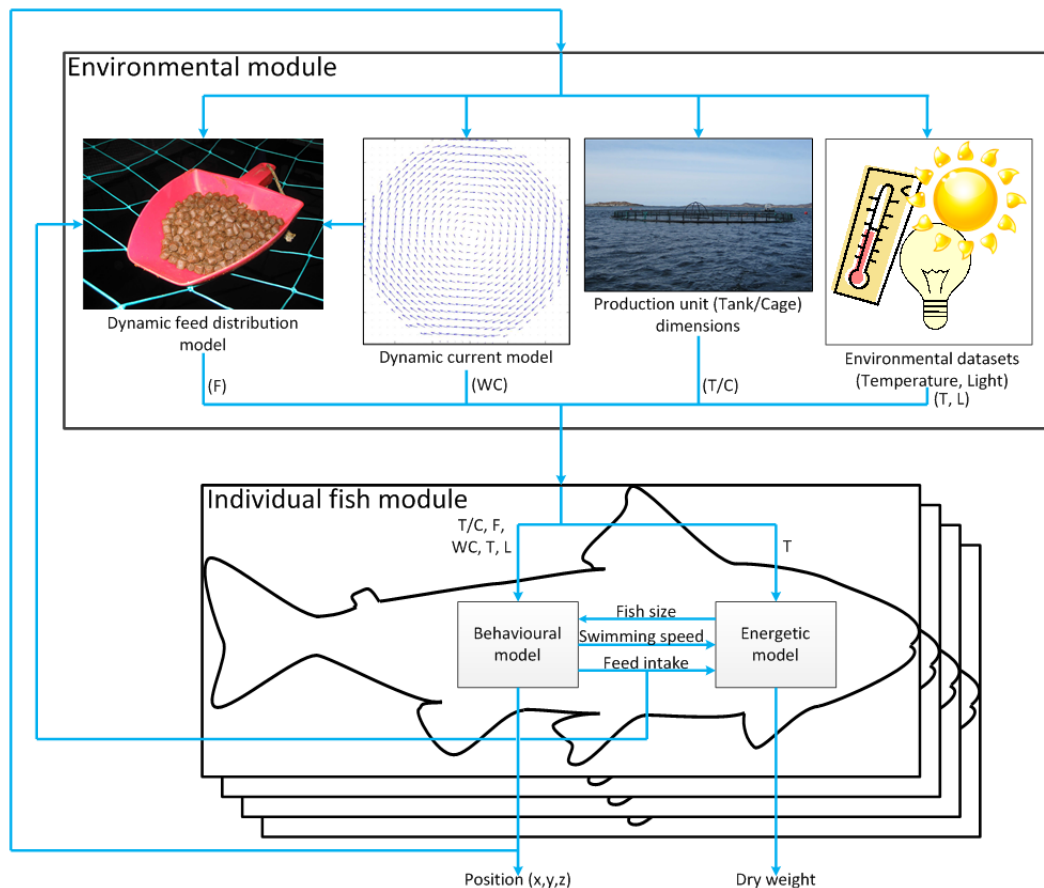 Environmental module
Dynamic feed distribution
model
Dynamic current model
Production unit (Tank/Cage)
dimensions
Environmental datasets
(Temperature, Light)
(F)
(WC)
(T/C)
(T, L)
Individual fish module
T/C, F,
WC, T, L
T
Behavioural
model
Fish size
Swimming speed
Feed intake
Energetic
model
Position (x,y,z)
Dry weight